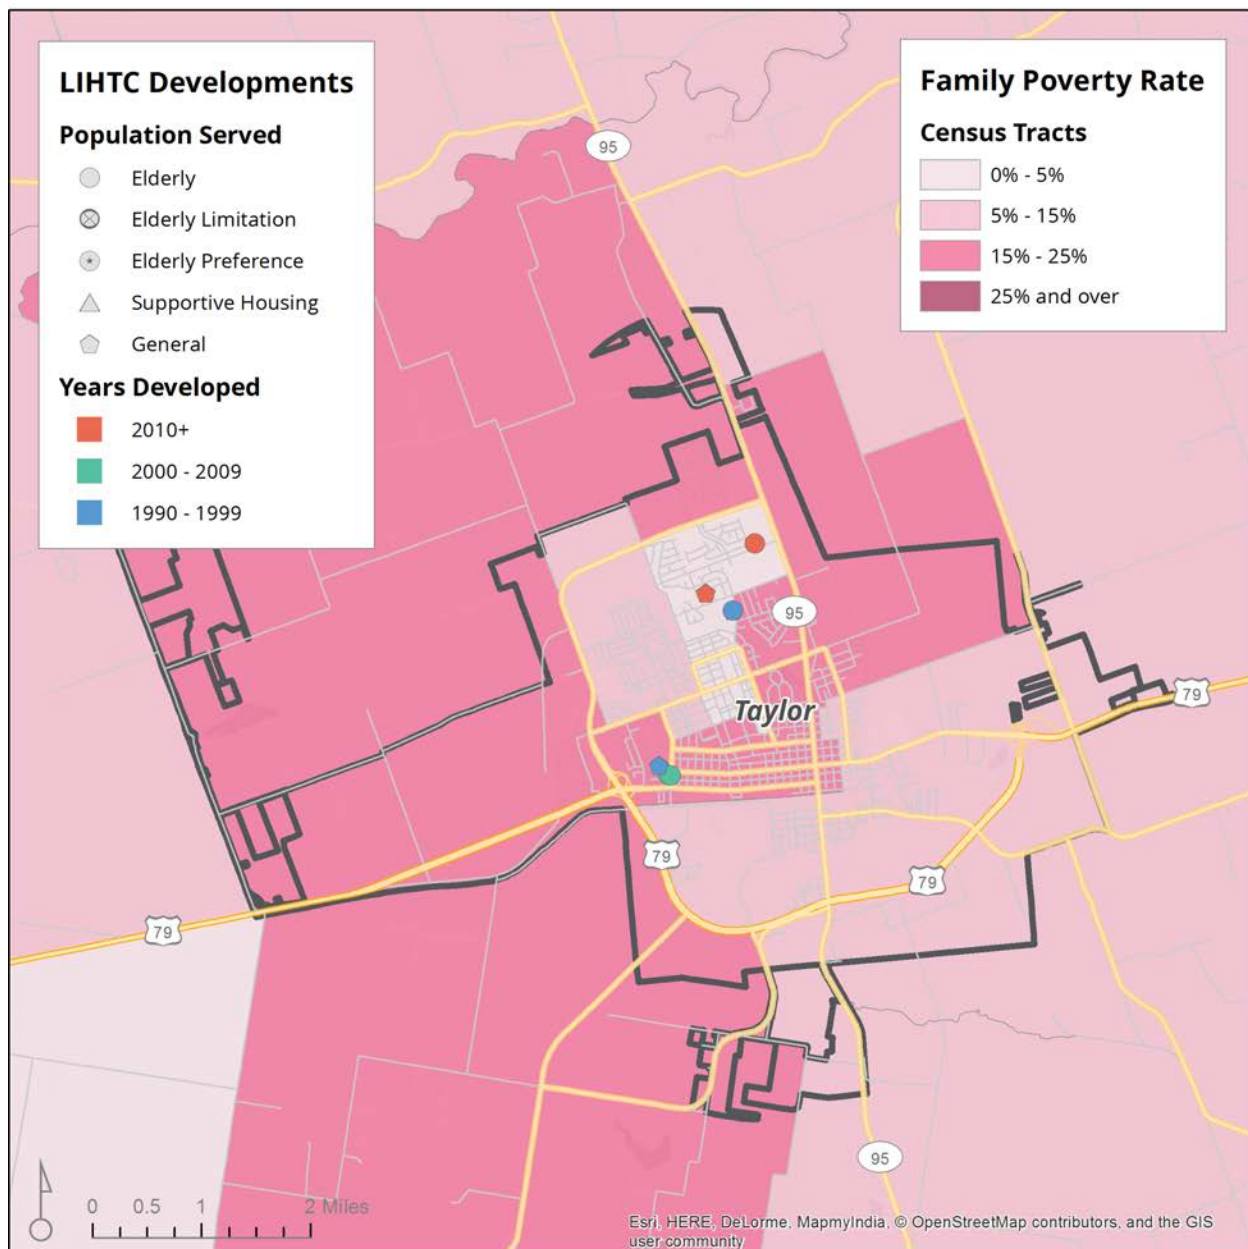 LIHTC Developments
Population Served
Elderly
Elderly Limitation
Elderly Preference
Supportive Housing
General
Years Developed
2010+
2000 - 2009
1990 - 1999
Family Poverty Rate
Census Tracts
0% - 5%
5% - 15%
15% - 25%
25% and over
95
95
79
Taylor
79
79
79
95
0 0.5 1 2 Miles
Esri, HERE, DeLorme, MapmyIndia, © OpenStreetMap contributors, and the GIS
user community